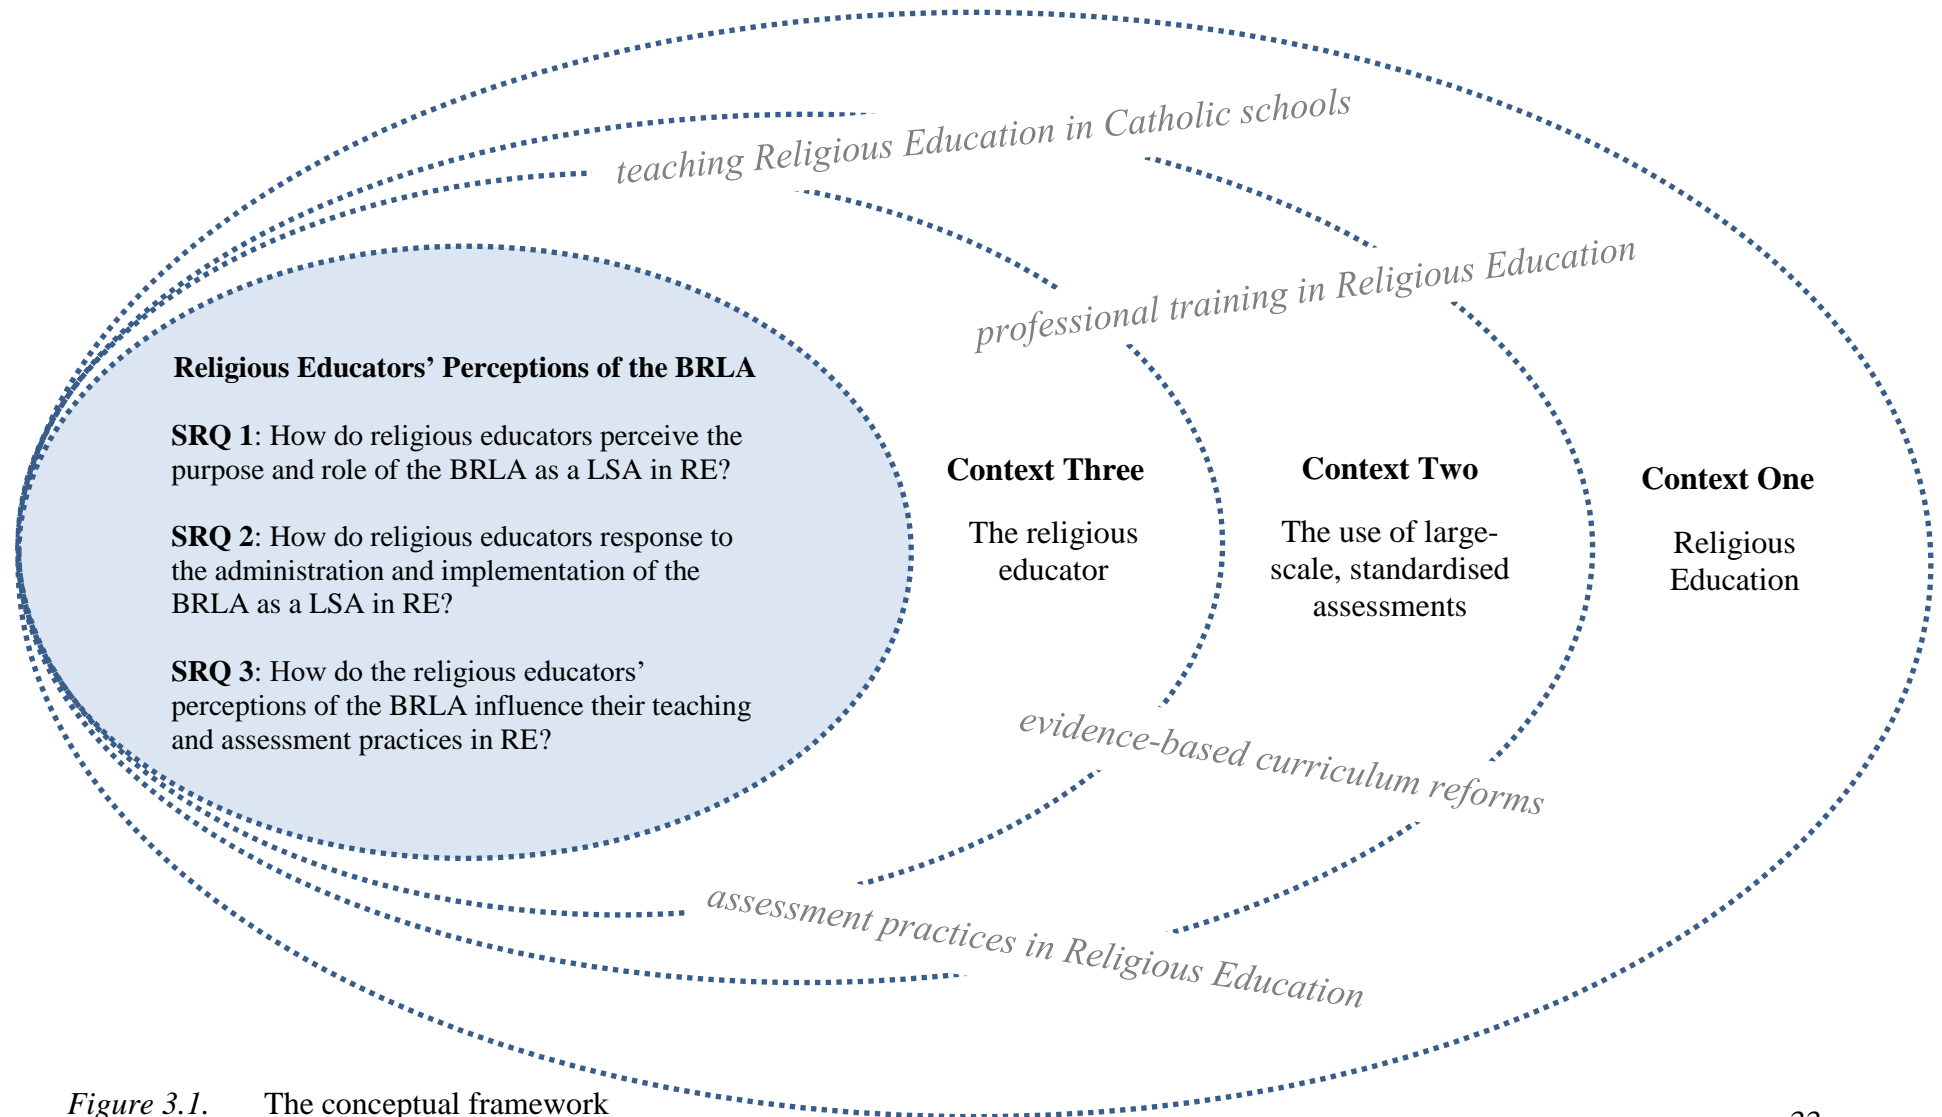 teaching Religious Education in Catholic schools
professional training in Religious Education
Religious Educators’ Perceptions of the BRLA
SRQ 1: How do religious educators perceive the
purpose and role of the BRLA as a LSA in RE?
SRQ 2: How do religious educators response to
the administration and implementation of the
BRLA as a LSA in RE?
SRQ 3: How do the religious educators’
perceptions of the BRLA influence their teaching
and assessment practices in RE?
Context Three
The religious
educator
Context Two
The use of large-
scale, standardised
assessments
Context One
Religious
Education
evidence-based curriculum reforms
assessment practices in Religious Education
Figure 3.1. The conceptual framework